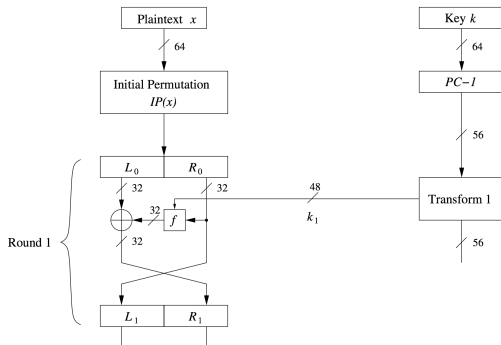 Plaintext x
Key k
64
64
Initial Permutation
IP(x)
PC−1
56
L0
R0
32
32
48
Transform 1
32
f
k1
Round 1
32
56
L1
R1